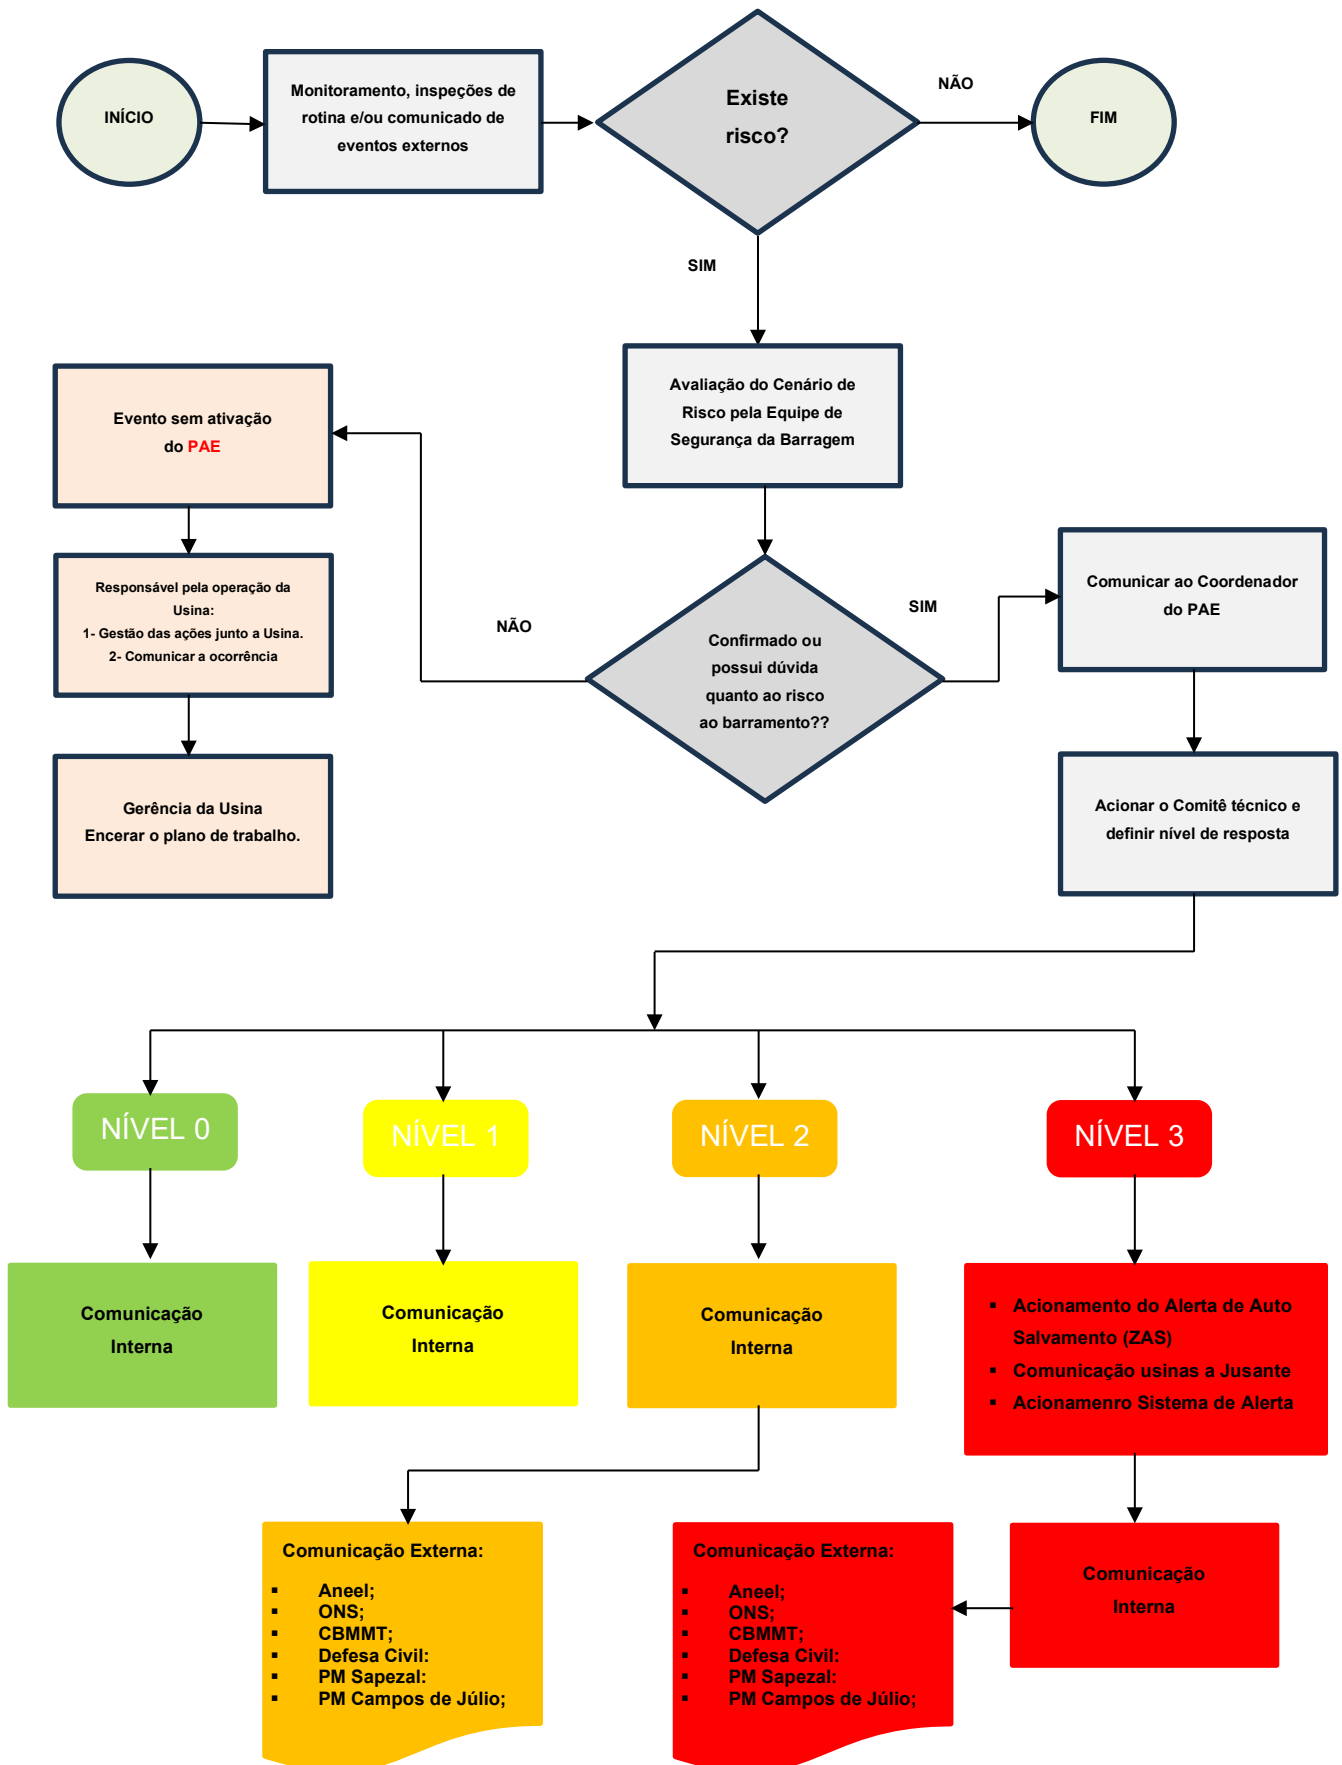 INÍCIO
Monitoramento, inspeções de
rotina e/ou comunicado de
eventos externos
Existe
risco?
NÃO
FIM
SIM
Avaliação do Cenário de
Risco pela Equipe de
Segurança da Barragem
Evento sem ativação
do PAE
Responsável pela operação da
Usina:
1- Gestão das ações junto a Usina.
2- Comunicar a ocorrência
Gerência da Usina
Encerar o plano de trabalho.
NÃO
Confirmado ou
possui dúvida
quanto ao risco
ao barramento??
SIM
Comunicar ao Coordenador
do PAE
Acionar o Comitê técnico e
definir nível de resposta
NÍVEL 0
NÍVEL 1
NÍVEL 2
NÍVEL 3
Comunicação
Interna
Comunicação
Interna
Comunicação
Interna
▪ Acionamento do Alerta de Auto
Salvamento (ZAS)
▪ Comunicação usinas a Jusante
▪ Acionamenro Sistema de Alerta
Comunicação Externa:
▪ Aneel;
▪ ONS;
▪ CBMMT;
▪ Defesa Civil:
▪ PM Sapezal:
▪ PM Campos de Júlio;
Comunicação Externa:
▪ Aneel;
▪ ONS;
▪ CBMMT;
▪ Defesa Civil:
▪ PM Sapezal:
▪ PM Campos de Júlio;
Comunicação
Interna